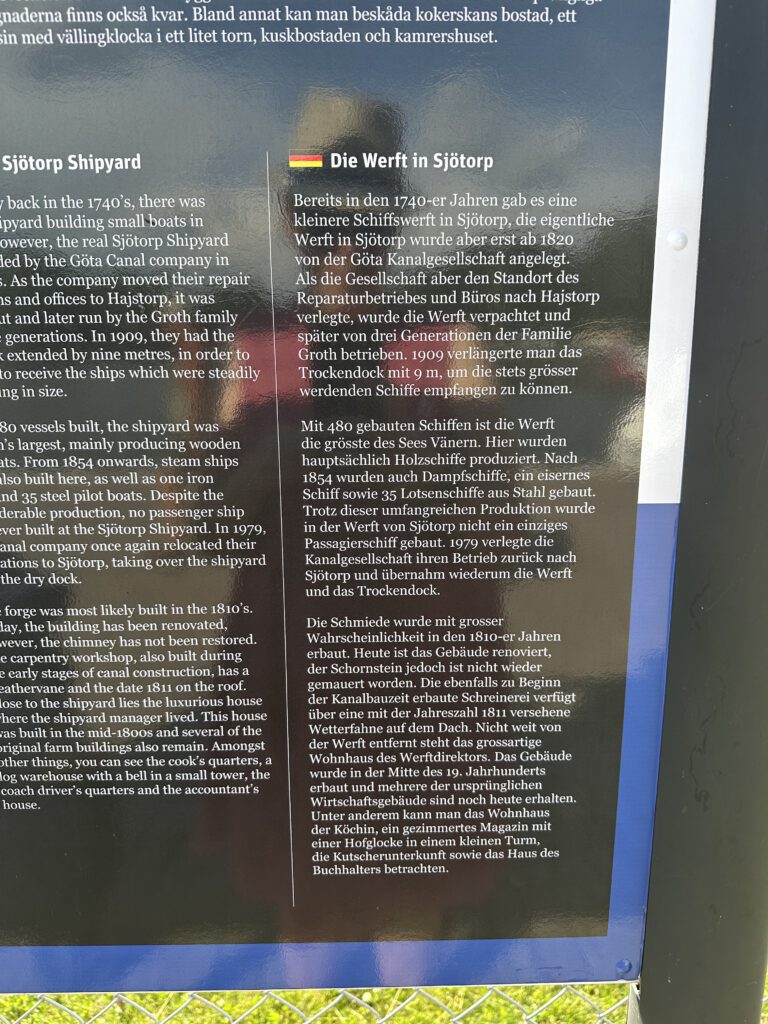 finns också kvar. Bland annat kan man beskåda kokerskans bostad, ett
med vällingklocka i ett litet torn, kuskbostaden och kamrershuset.
Sjötorp Shipyard
back in the 1740's, there was
building small boats in
the real Sjötorp Shipyard
by the Göta Canal company in
As the company moved their repair
and offices to Hajstorp, it was
and later run by the Groth family
generations. In 1909, they had the
extended by nine metres, in order to
to receive the ships which were steadily
in size.
vessels built, the shipyard was
largest, mainly producing wooden
From 1854 onwards, steam ships
also built here, as well as one iron
and 35 steel pilot boats. Despite the
production, no passenger ship
ever built at the Sjötorp Shipyard. In 1979,
company once again relocated their
to Sjötorp, taking over the shipyard
the dry dock.
forge was most likely built in the 1810's.
the building has been renovated,
the chimney has not been restored.
carpentry workshop, also built during
early stages of canal construction, has a
and the date 1811 on the roof.
to the shipyard lies the luxurious house
where the shipyard manager lived. This house
was built in the mid-1800s and several of the
original farm buildings also remain. Amongst
other things, you can see the cook's quarters, a
log warehouse with a bell in a small tower, the
coach driver's quarters and the accountant's
house.
Die Werft in Sjötorp
Bereits in den 1740-er Jahren gab es eine
kleinere Schiffswerft in Sjötorp, die eigentliche
Werft in Sjötorp wurde aber erst ab 1820
von der Göta Kanalgesellschaft angelegt.
Als die Gesellschaft aber den Standort des
Reparaturbetriebes und Büros nach Hajstorp
verlegte, wurde die Werft verpachtet und
später von drei Generationen der Familie
Groth betrieben. 1909 verlängerte man das
Trockendock mit 9 m, um die stets grösser
werdenden Schiffe empfangen zu können.
Mit 480 gebauten Schiffen ist die Werft
die grösste des Sees Vänern. Hier wurden
hauptsächlich Holzschiffe produziert. Nach
1854 wurden auch Dampfschiffe, ein eisernes
Schiff sowie 35 Lotsenschiffe aus Stahl gebaut.
Trotz dieser umfangreichen Produktion wurde
in der Werft von Sjötorp nicht ein einziges
Passagierschiff gebaut. 1979 verlegte die
Kanalgesellschaft ihren Betrieb zurück nach
Sjötorp und übernahm wiederum die Werft
und das Trockendock.
Die Schmiede wurde mit grosser
Wahrscheinlichkeit in den 1810-er Jahren
erbaut. Heute ist das Gebäude renoviert,
der Schornstein jedoch ist nicht wieder
gemauert worden. Die ebenfalls zu Beginn
der Kanalbauzeit erbaute Schreinerei verfügt
über eine mit der Jahreszahl 1811 versehene
Wetterfahne auf dem Dach. Nicht weit von
der Werft entfernt steht das grossartige
Wohnhaus des Werftdirektors. Das Gebäude
wurde in der Mitte des 19. Jahrhunderts
erbaut und mehrere der ursprünglichen
Wirtschaftsgebäude sind noch heute erhalten.
Unter anderem kann man das Wohnhaus
der Köchin, ein gezimmertes Magazin mit
einer Hofglocke in einem kleinen Turm,
die Kutscherunterkunft sowie das Haus des
Buchhalters betrachten.